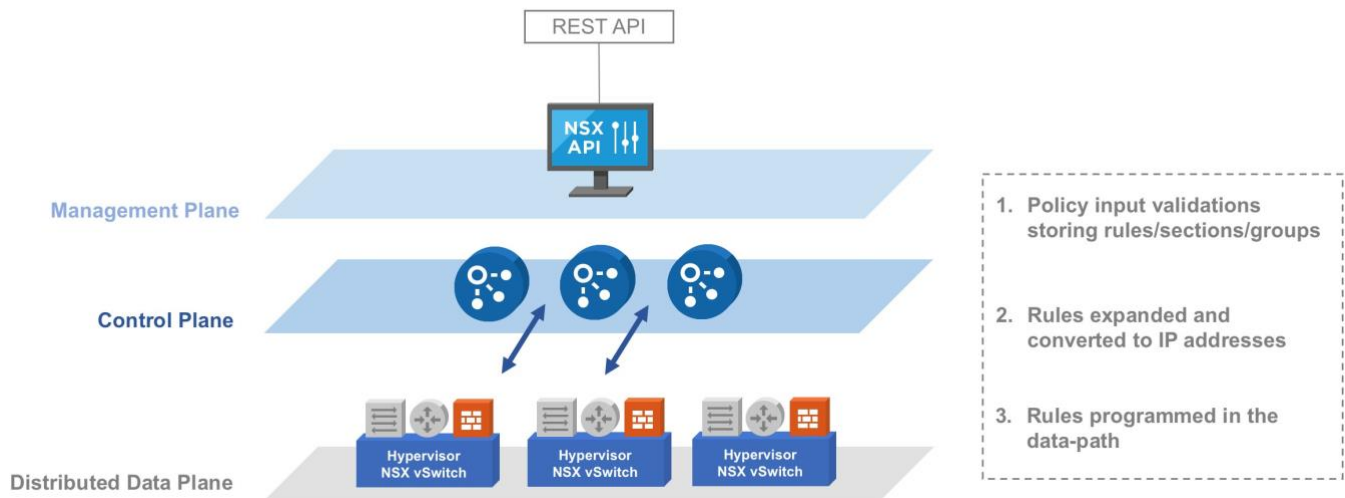 REST API
NSX
API
Management Plane
1. Policy input validations
storing rules/sections/groups
Control Plane
2. Rules expanded and
converted to IP addresses
3. Rules programmed in the
data-path
Hypervisor
NSX vSwitch
Hypervisor
NSX vSwitch
Hypervisor
NSX vSwitch
Distributed Data Plane